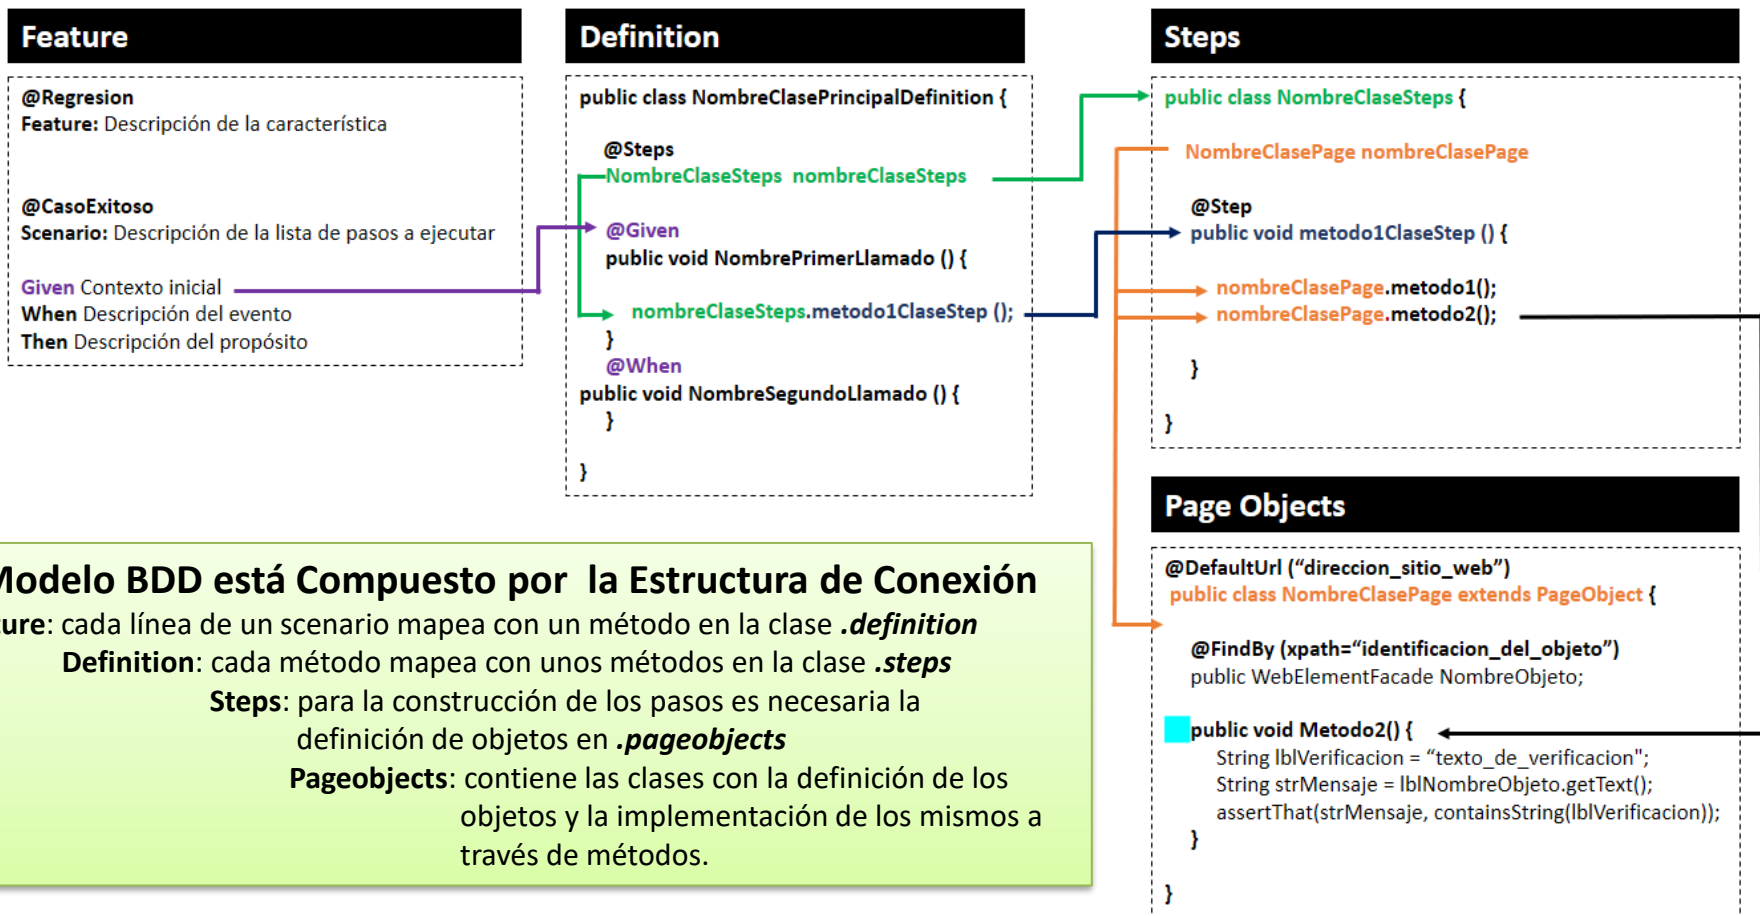 Feature
@Regresion
Feature: Descripción de la característica
@CasoExitoso
Scenario: Descripción de la lista de pasos a ejecutar
Given Contexto inicial
When Descripción del evento
Then Descripción del propósito
Definition
public class NombreClasePrincipalDefinition {
@Steps
NombreClaseSteps nombreClaseSteps
@Given
public void NombrePrimerLlamado () {
nombreClaseSteps.metodo1ClaseStep ();
}
@When
public void NombreSegundoLlamado () {
}
}
Steps
public class NombreClaseSteps {
NombreClasePage nombreClasePage
@Step
public void metodo1ClaseStep () {
nombreClasePage.metodo1();
nombreClasePage.metodo2();
}
}
Page Objects
@DefaultUrl (“direccion_sitio_web”)
public class NombreClasePage extends PageObject {
@FindBy (xpath=“identificacion_del_objeto”)
public WebElementFacade NombreObjeto;
public void Metodo2() {
String lblVerificacion = “texto_de_verificacion";
String strMensaje = lblNombreObjeto.getText();
assertThat(strMensaje, containsString(lblVerificacion));
}
}
Modelo BDD está Compuesto por la Estructura de Conexión
ure: cada línea de un scenario mapea con un método en la clase .definition
Definition: cada método mapea con unos métodos en la clase .steps
Steps: para la construcción de los pasos es necesaria la
definición de objetos en .pageobjects
Pageobjects: contiene las clases con la definición de los
objetos y la implementación de los mismos a
través de métodos.